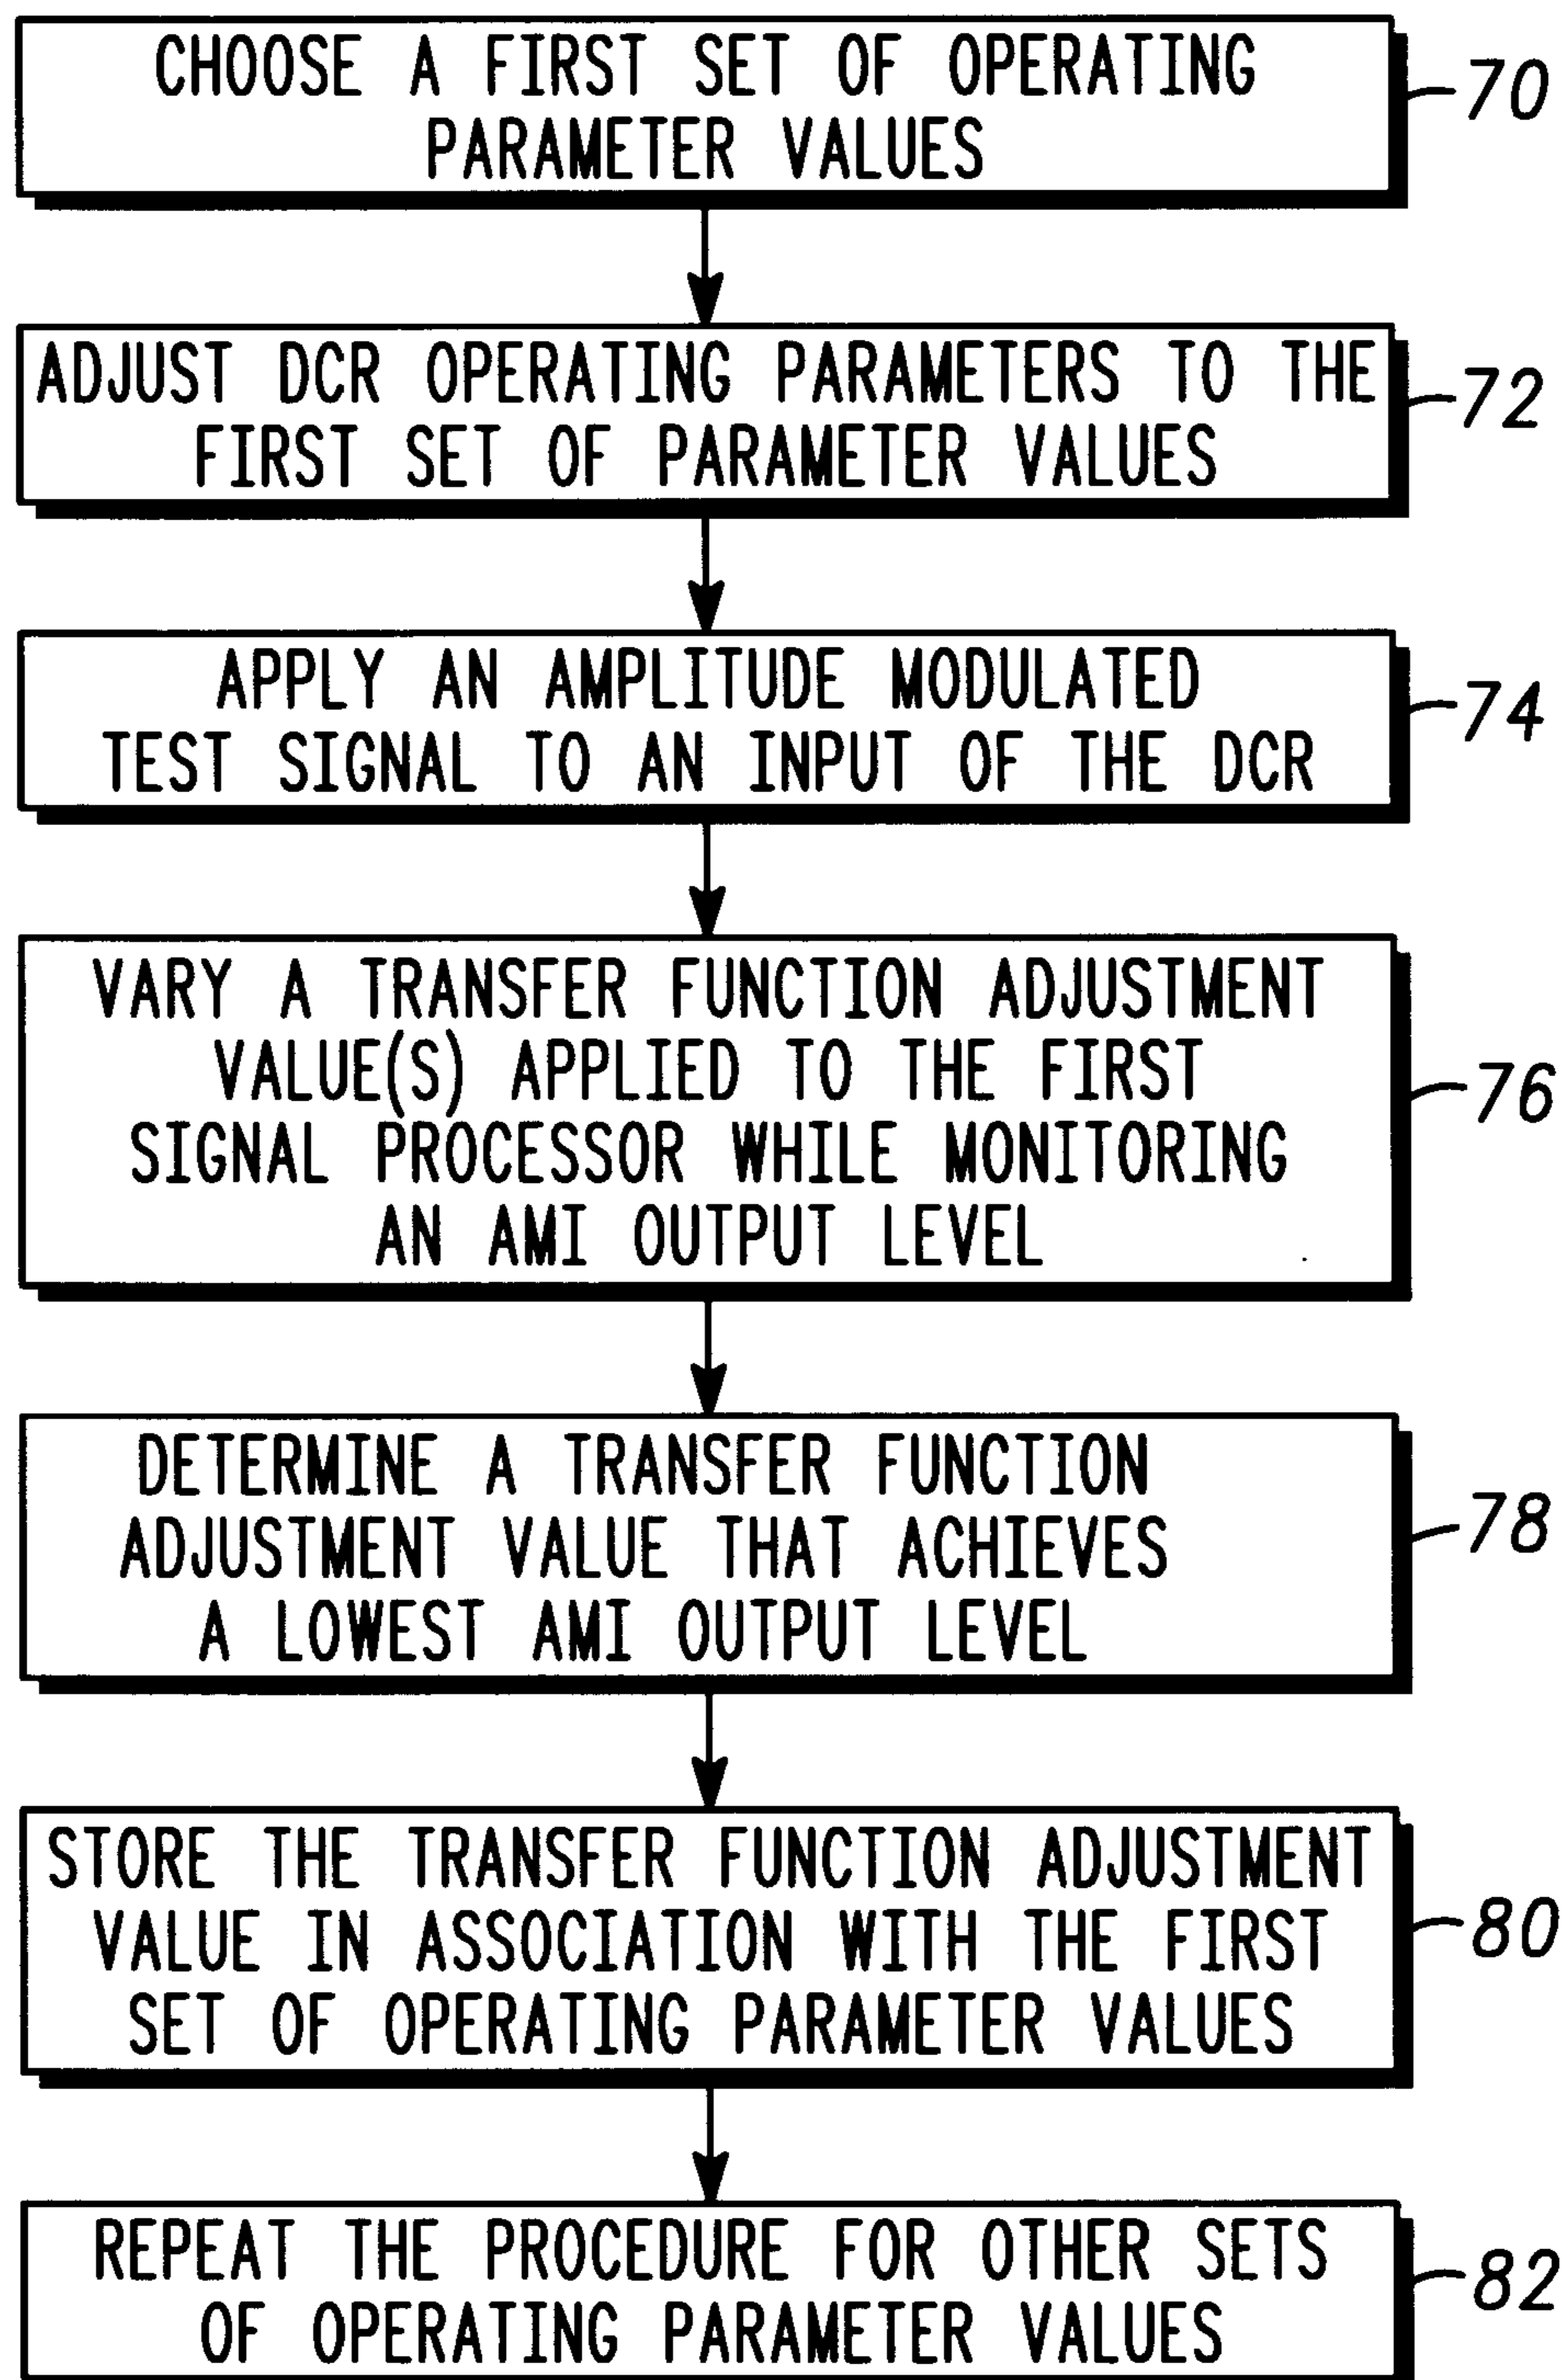 CHOOSE A FIRST SET OF OPERATING
PARAMETER VALUES
70
ADJUST DCR OPERATING PARAMETERS TO THE
FIRST SET OF PARAMETER VALUES
72
APPLY AN AMPLITUDE MODULATED
TEST SIGNAL TO AN INPUT OF THE DCR
74
VARY A TRANSFER FUNCTION ADJUSTMENT
VALUE(S) APPLIED TO THE FIRST
SIGNAL PROCESSOR WHILE MONITORING
AN AMI OUTPUT LEVEL
76
DETERMINE A TRANSFER FUNCTION
ADJUSTMENT VALUE THAT ACHIEVES
A LOWEST AMI OUTPUT LEVEL
78
STORE THE TRANSFER FUNCTION ADJUSTMENT
VALUE IN ASSOCIATION WITH THE FIRST
SET OF OPERATING PARAMETER VALUES
80
REPEAT THE PROCEDURE FOR OTHER SETS
OF OPERATING PARAMETER VALUES
82